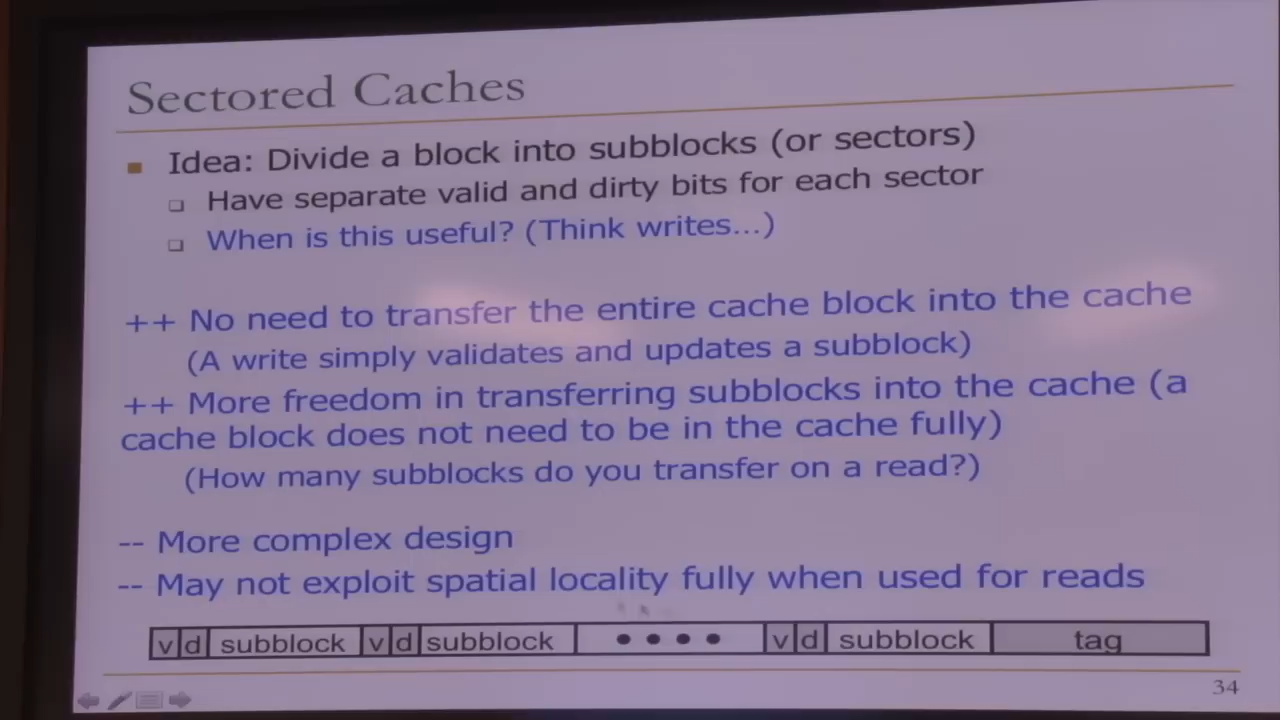 Sectored Caches
Idea: Divide a block into subblocks (or sectors)
Have separate valid and dirty bits for each sector
When is this useful? (Think writes...)
++ No need to transfer the entire cache block into the cache
(A write simply validates and updates a subblock)
++ More freedom in transferring subblocks into the cache (a
cache block does not need to be in the cache fully)
(How many subblocks do you transfer on a read?)
-- More complex design
-- May not exploit spatial locality fully when used for reads
v d subblock v d subblock • • • • v d subblock tag
34